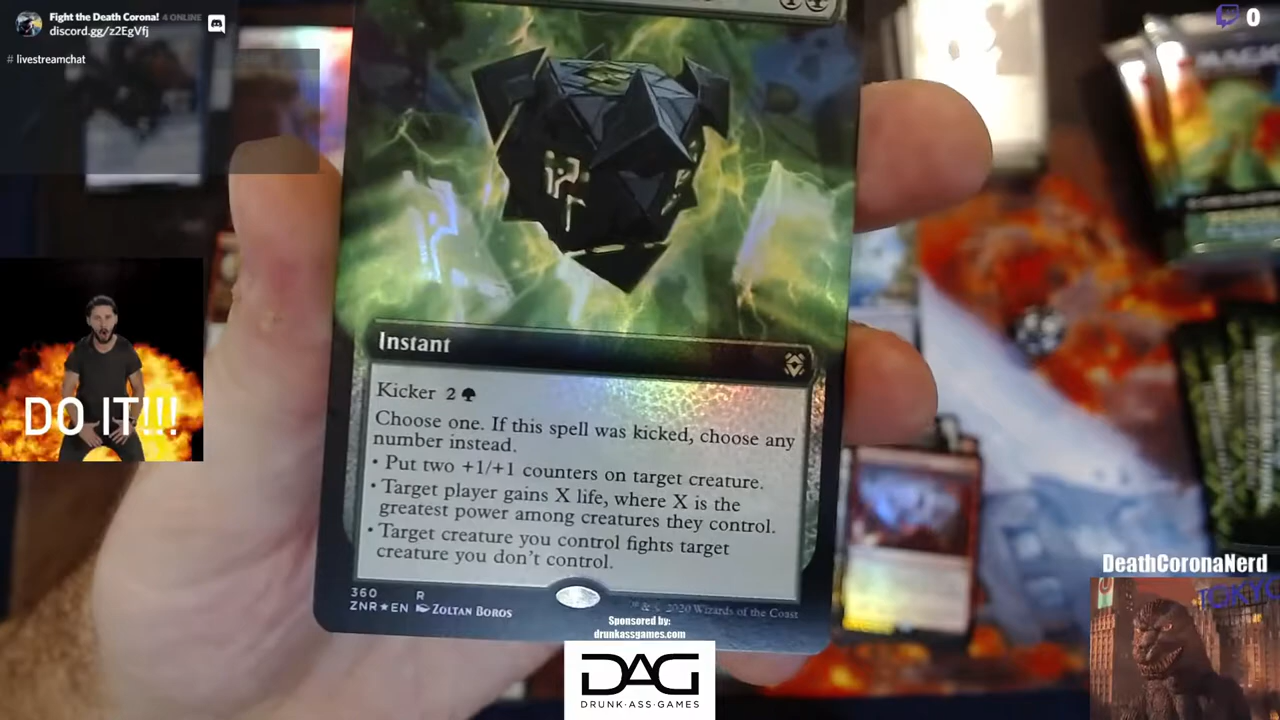 Fight the Death Corona! 4 ONLINE
discord.gg/z2EgVfj
# livestreamchat
0
DO IT!!!
Instant
Kicker 2
Choose one. If this spell was kicked, choose any
number instead.
• Put two +1/+1 counters on target creature.
• Target player gains X life, where X is the
greatest power among creatures they control.
• Target creature you control fights target
creature you don't control.
360 R
ZNR★EN ZOLTAN BOROS
™ & © 2020 Wizards of the Coast
Sponsored by:
drunkassgames.com
DAG
DRUNK·ASS·GAMES
DeathCoronaNerd
TOKYO